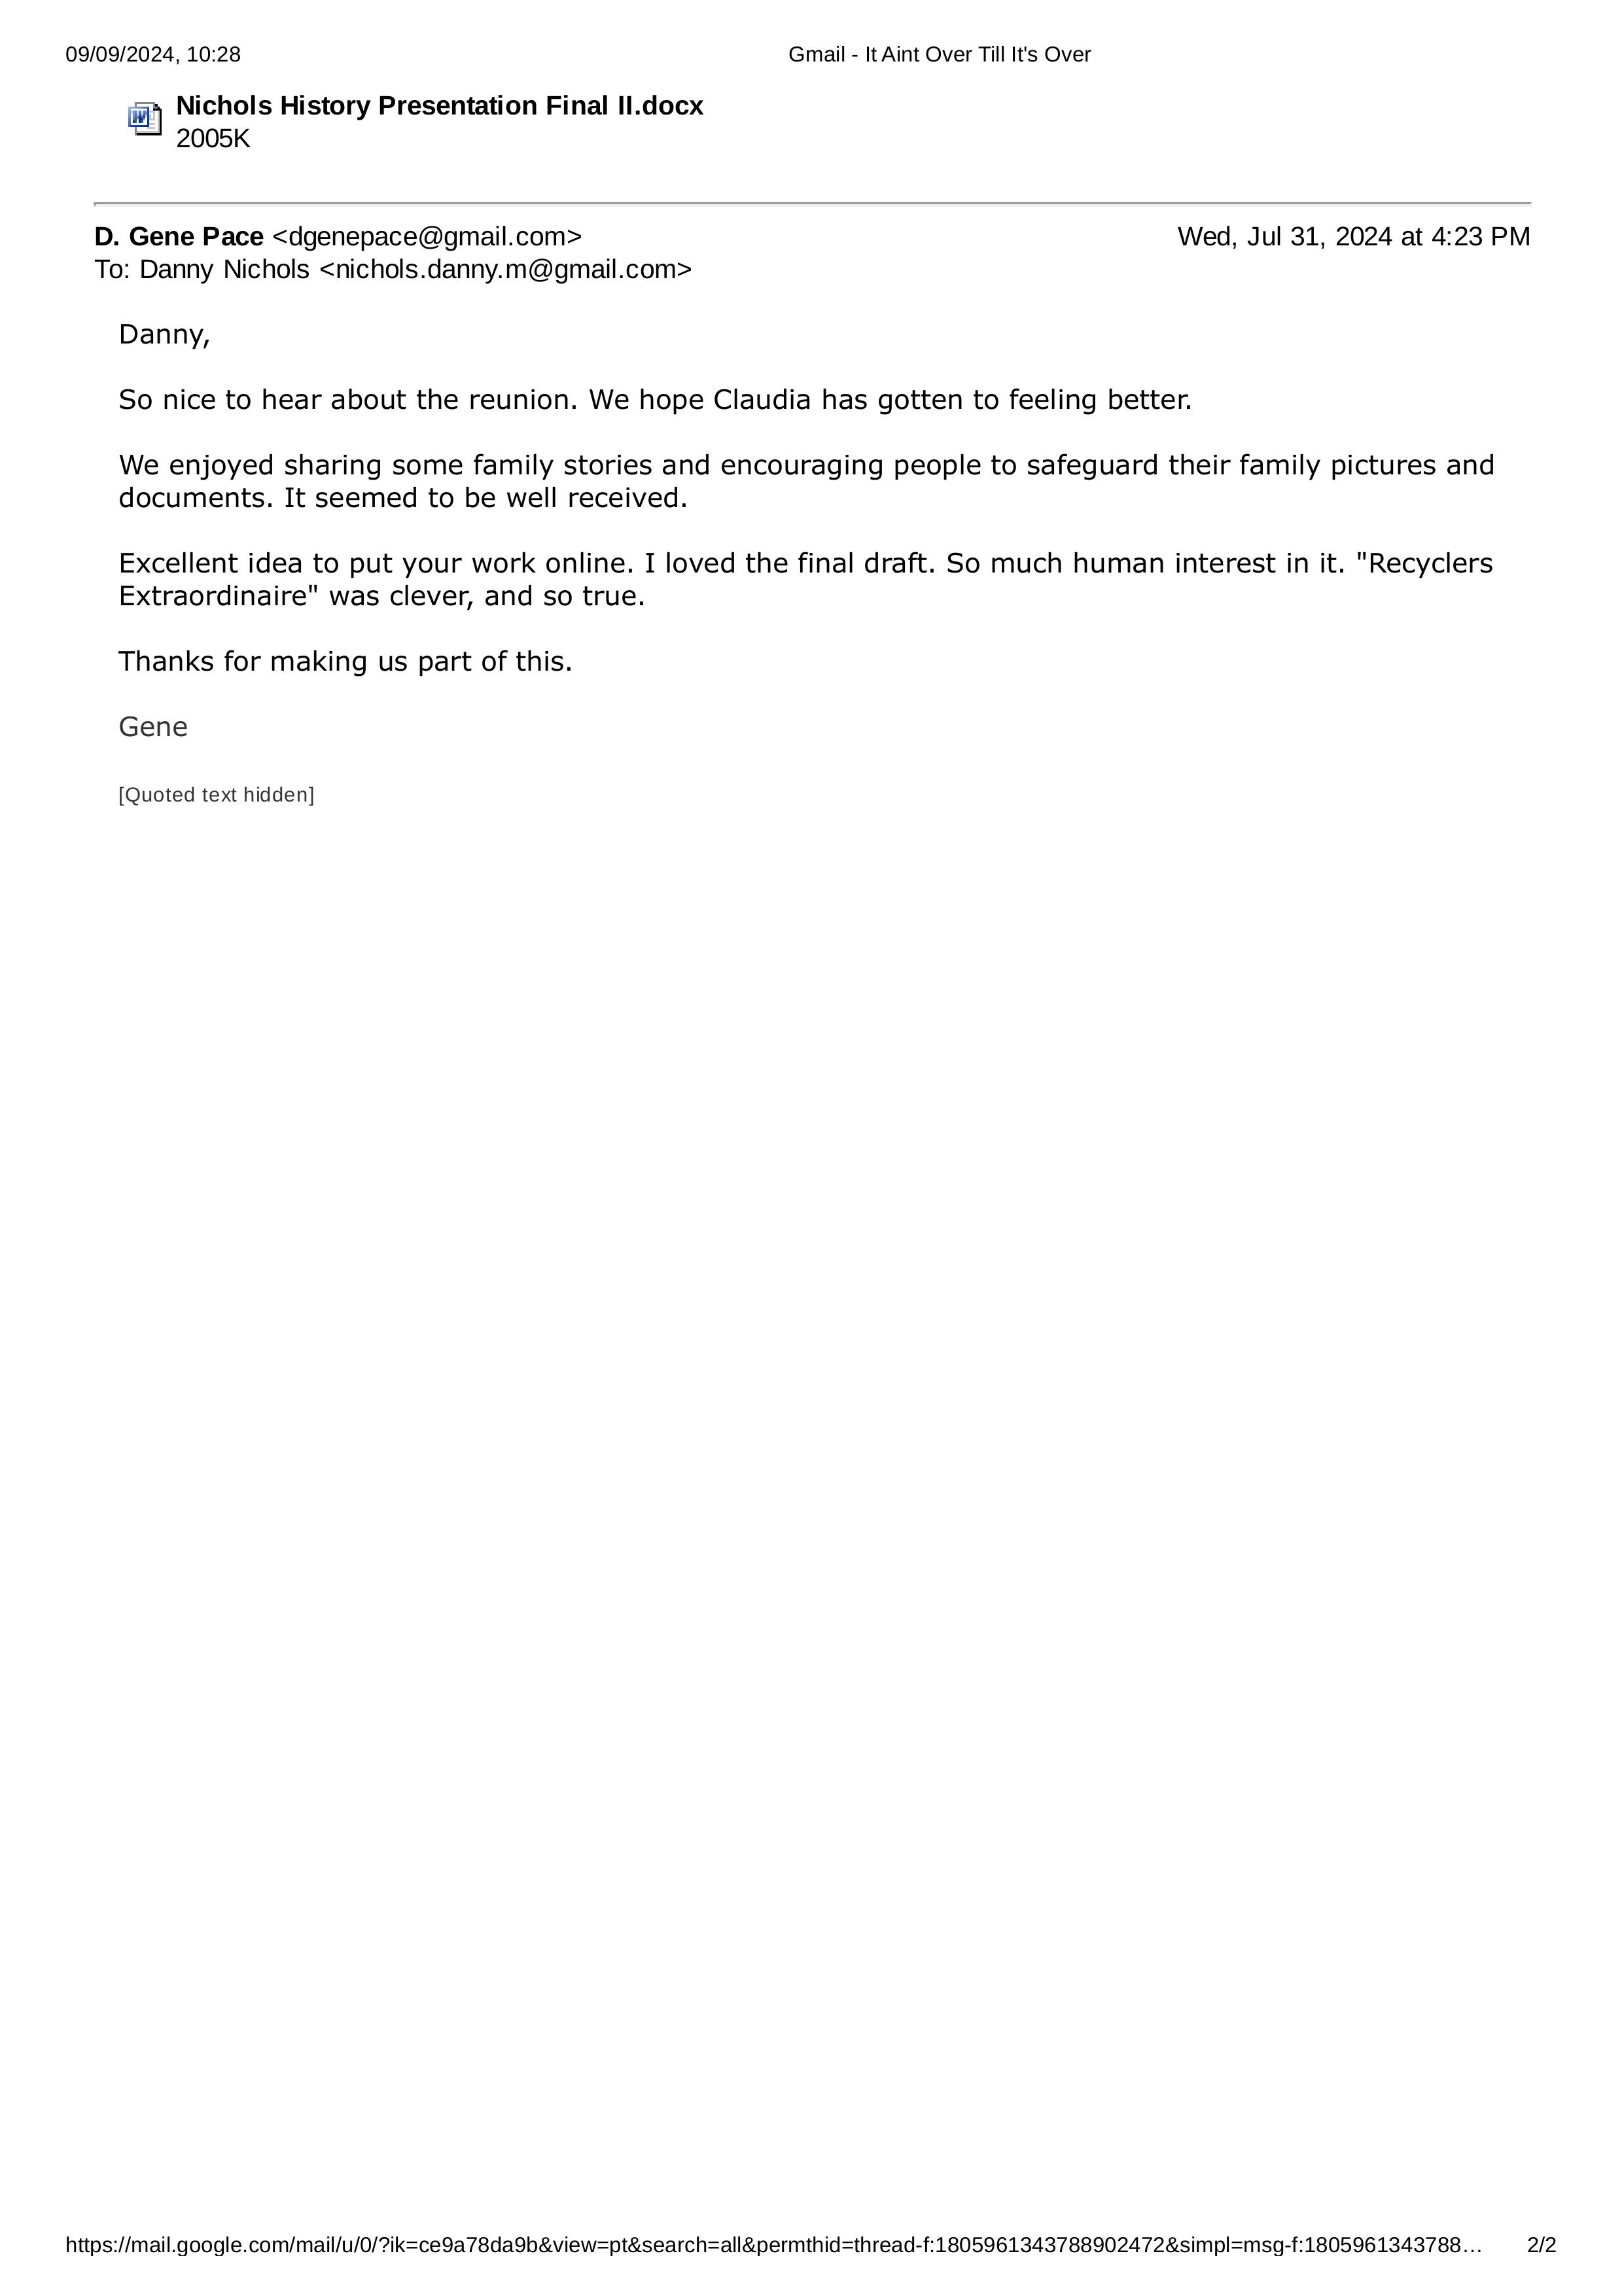 09/09/2024, 10:28 Gmail - It Aint Over Till It's Over
Nichols History Presentation Final II.docx
2005K
D. Gene Pace <dgenepace@gmail.com> Wed, Jul 31, 2024 at 4:23 PM
To: Danny Nichols <nichols.danny.m@gmail.com>
Danny,
So nice to hear about the reunion. We hope Claudia has gotten to feeling better.
We enjoyed sharing some family stories and encouraging people to safeguard their family pictures and
documents. It seemed to be well received.
Excellent idea to put your work online. I loved the final draft. So much human interest in it. "Recyclers
Extraordinaire" was clever, and so true.
Thanks for making us part of this.
Gene
[Quoted text hidden]
https://mail.google.com/mail/u/0/?ik=ce9a78da9b&view=pt&search=all&permthid=thread-f:1805961343788902472&simpl=msg-f:1805961343788… 2/2